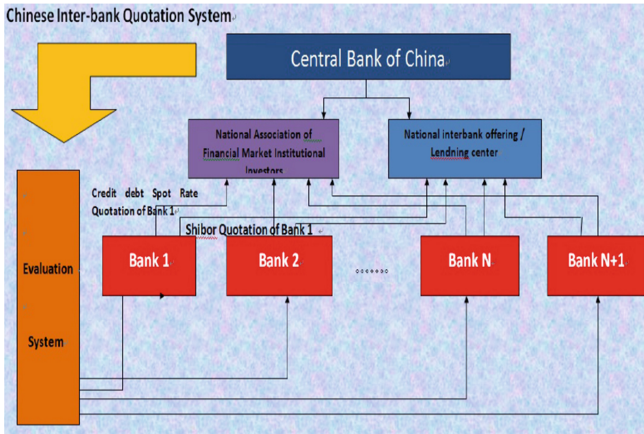 Chinese Inter-bank Quotation System
Central Bank of China
National Association of
Financial Market Institutional
Investors
National interbank offering /
Lendning center
Credit debt Spot Rate
Quotation of Bank 1
Shibor Quotation of Bank 1
Bank 1
Bank 2
.......
Bank N
Bank N+1
Evaluation
System